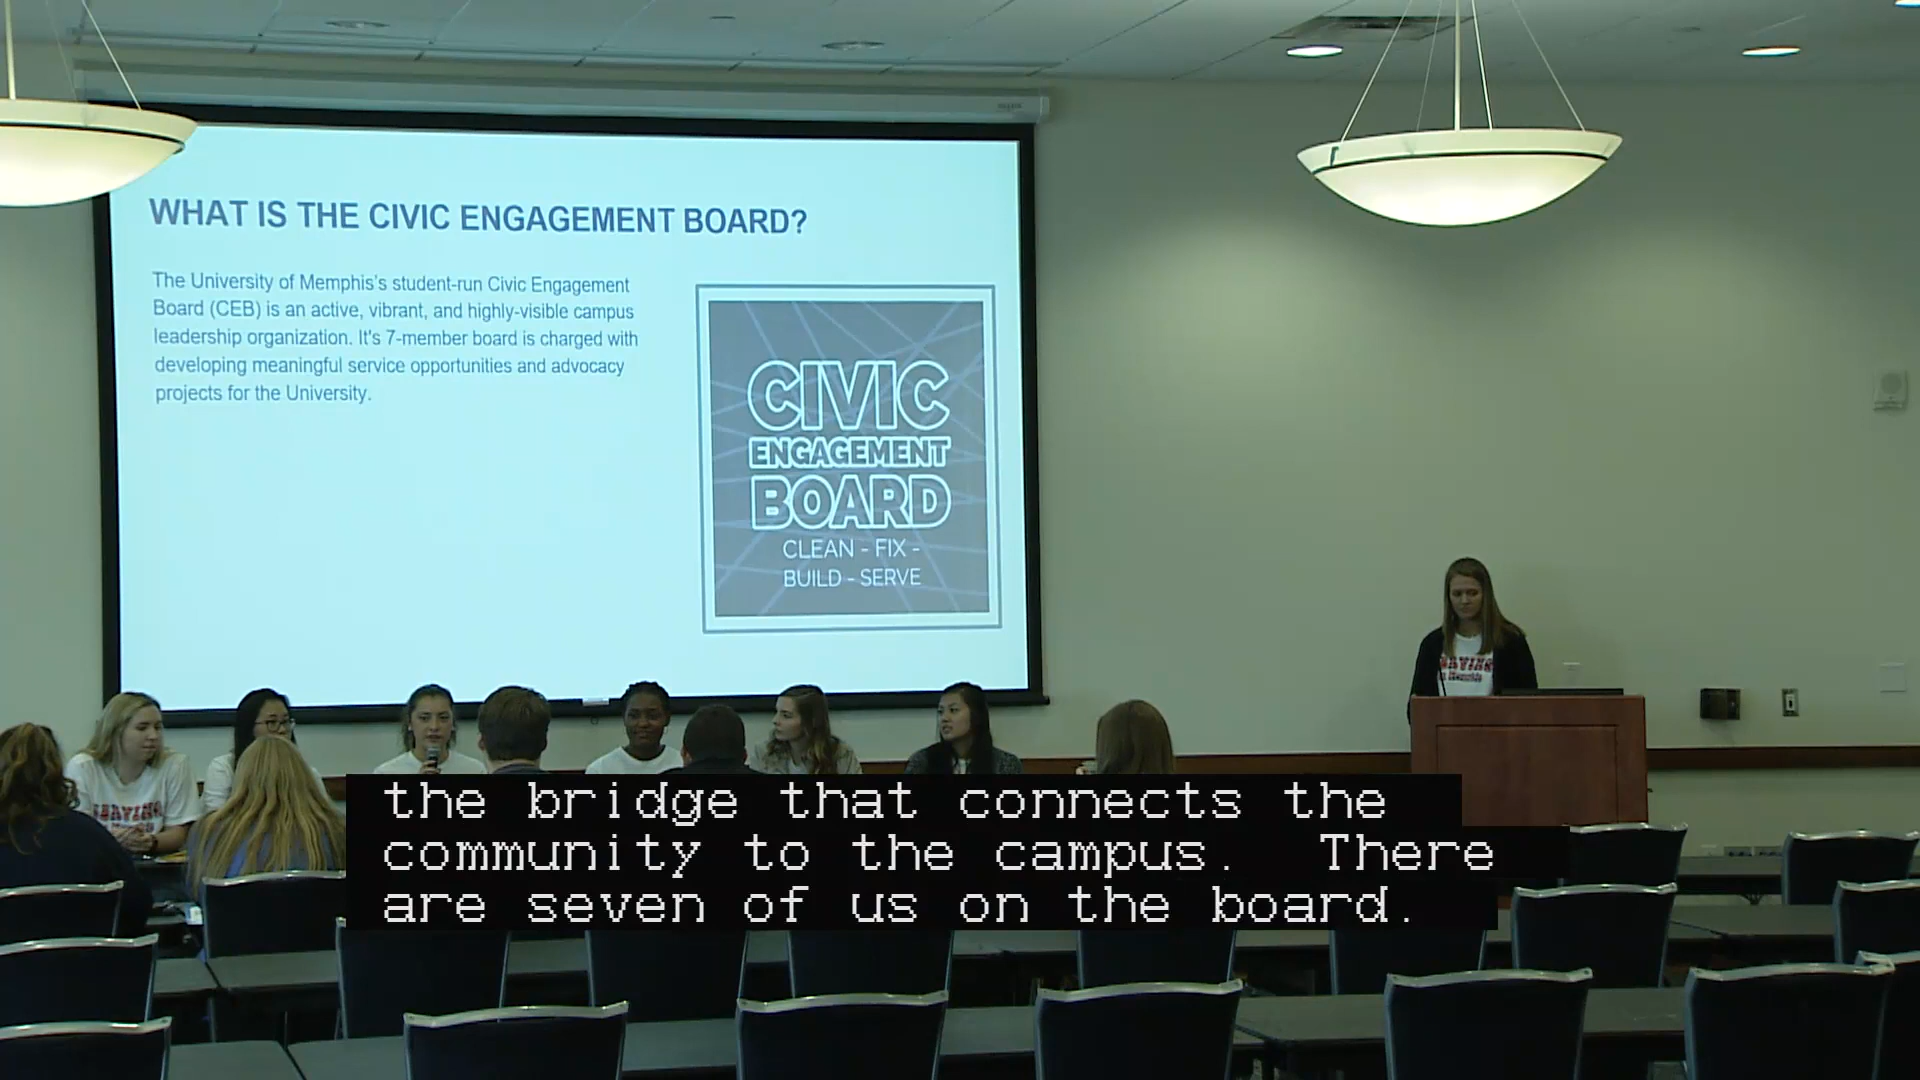 WHAT IS THE CIVIC ENGAGEMENT BOARD?
The University of Memphis's student-run Civic Engagement
Board (CEB) is an active, vibrant, and highly-visible campus
leadership organization. It's 7-member board is charged with
developing meaningful service opportunities and advocacy
projects for the University.
CIVIC
ENGAGEMENT
BOARD
CLEAN - FIX -
BUILD - SERVE
the bridge that connects the
community to the campus. There
are seven of us on the board.